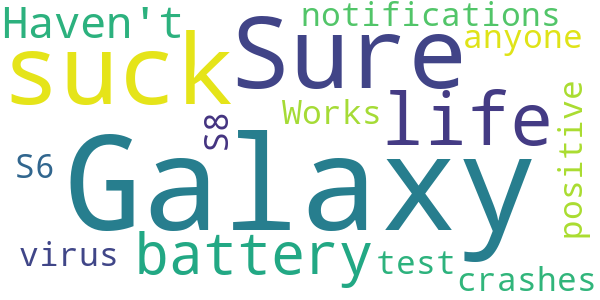 Haven't
notifications
suck
Sure
anyone
life
Works
S8
positive
Galaxy
S6
battery
virus
test
crashes